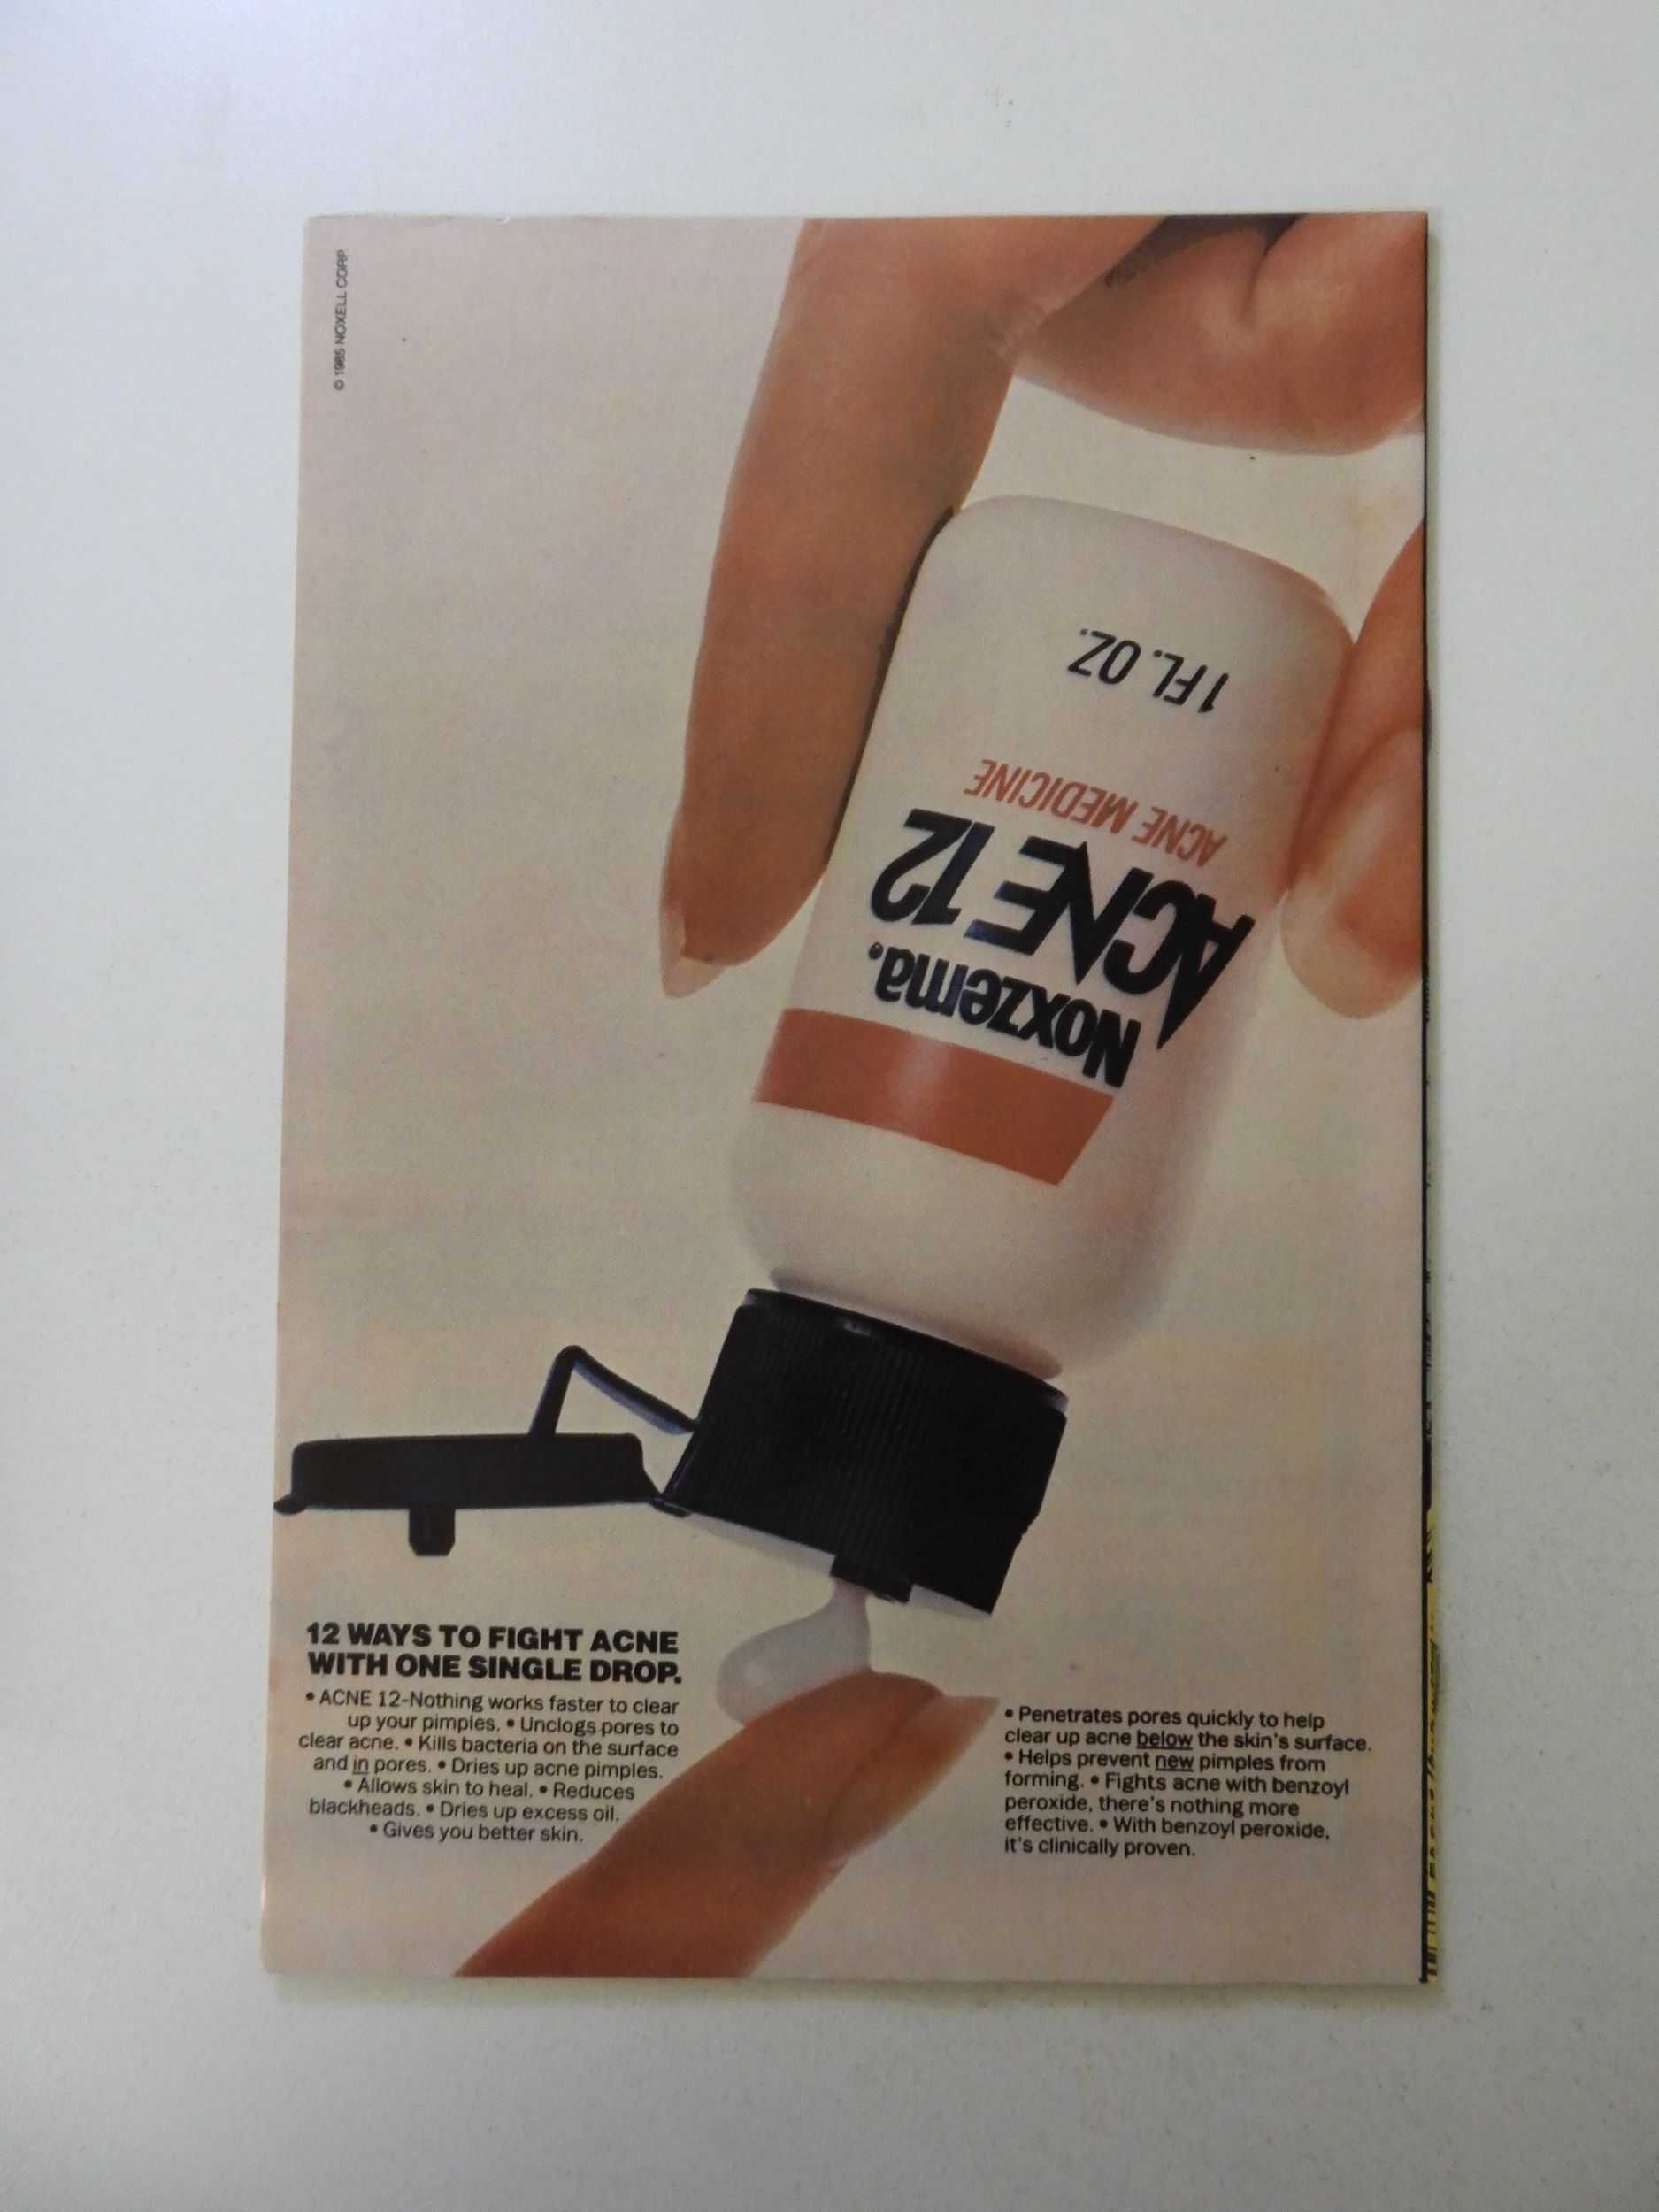 © 1985 NOXELL CORP.
Noxzema.
ACNE 12
ACNE MEDICINE
1 FL. OZ.
12 WAYS TO FIGHT ACNE
WITH ONE SINGLE DROP.
• ACNE 12–Nothing works faster to clear
up your pimples. • Unclogs pores to
clear acne. • Kills bacteria on the surface
and in pores. • Dries up acne pimples.
• Allows skin to heal. • Reduces
blackheads. • Dries up excess oil.
• Gives you better skin.
• Penetrates pores quickly to help
clear up acne below the skin's surface.
• Helps prevent new pimples from
forming. • Fights acne with benzoyl
peroxide, there's nothing more
effective. • With benzoyl peroxide,
it's clinically proven.